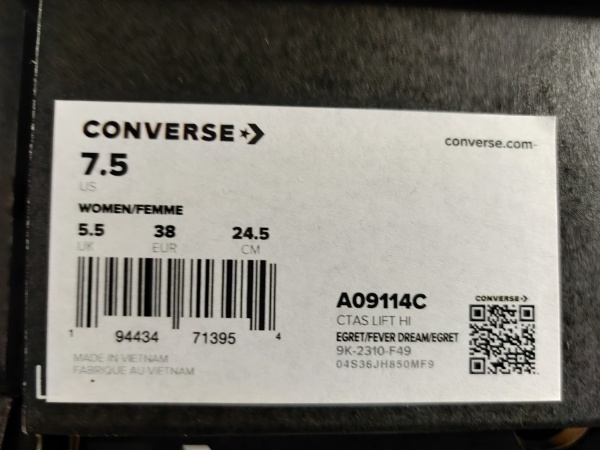 CONVERSE
converse.com
7.5
US
WOMEN/FEMME
5.5 38 24.5
UK EUR CM
1 94434 71395 4
MADE IN VIETNAM
FABRIQUE AU VIETNAM
A09114C
CTAS LIFT HI
EGRET/FEVER DREAM/EGRET
9K-2310-F49
04S36JH850MF9
CONVERSE